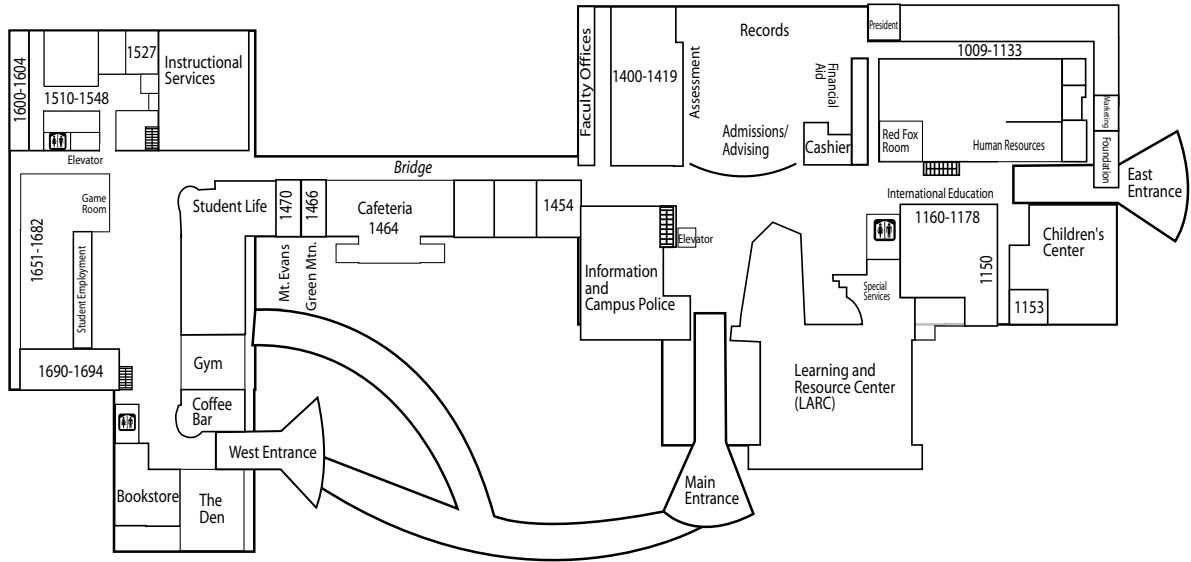 President
Records
Faculty Offices
1009-1133
1527
Instructional
Services
1600-1604
1400-1419
Assessment
Financial
Aid
1510-1548
Marketing
Admissions/
Advising
Cashier
Red Fox
Room
Human Resources
Foundation
Elevator
Bridge
East
Entrance
International Education
Game
Room
Student Life
1470
1466
Cafeteria
1464
1454
1160-1178
1651-1682
Student Employment
Mt. Evans
Green Mtn.
Elevator
Children's
Center
Information
and
Campus Police
1150
Special
Services
1153
Gym
1690-1694
Learning and
Resource Center
(LARC)
Coffee
Bar
West Entrance
Main
Entrance
Bookstore
The
Den